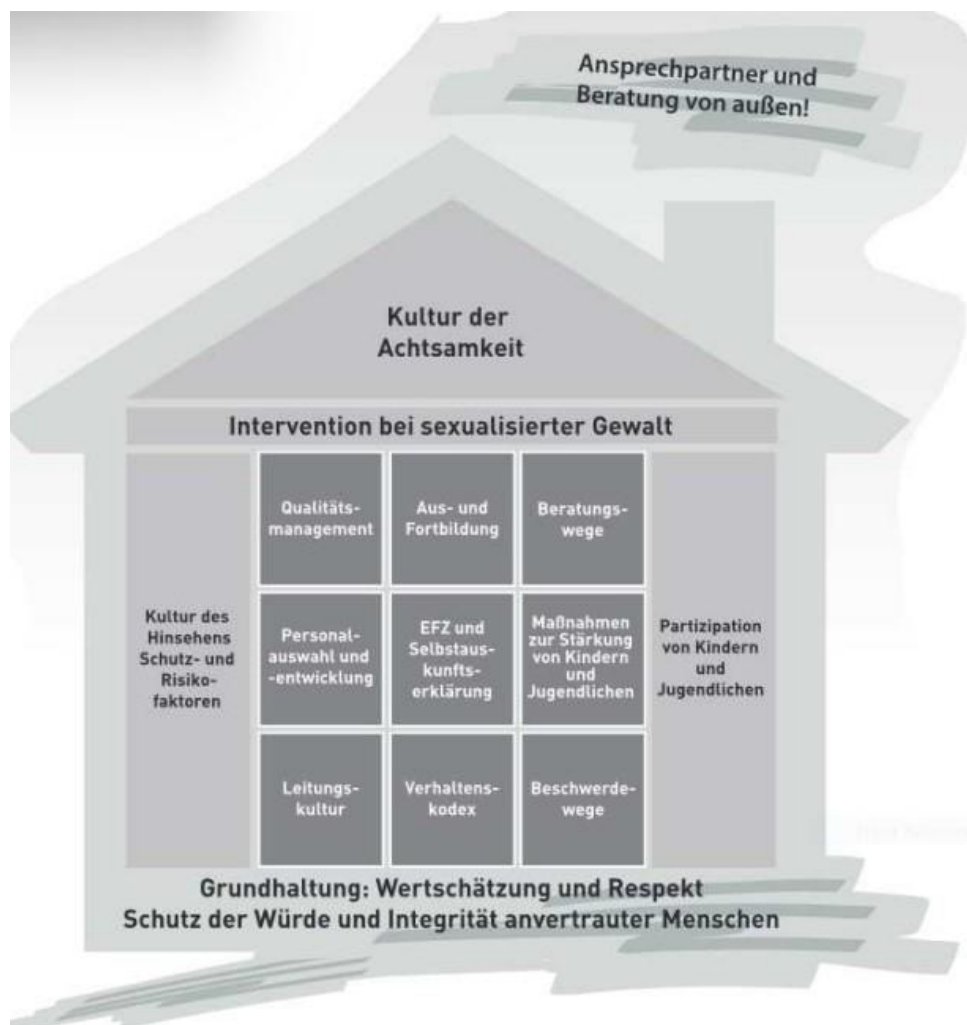 Ansprechpartner und
Beratung von außen!
Kultur der
Achtsamkeit
Intervention bei sexualisierter Gewalt
Kultur des
Hinsehens
Schutz- und
Risiko-
faktoren
Qualitäts-
management
Aus- und
Fortbildung
Beratungs-
wege
Personal-
auswahl und
-entwicklung
EFZ und
Selbstaus-
kunfts-
erklärung
Maßnahmen
zur Stärkung
von Kindern
und
Jugendlichen
Leitungs-
kultur
Verhaltens-
kodex
Beschwerde-
wege
Partizipation
von Kindern
und
Jugendlichen
Grundhaltung: Wertschätzung und Respekt
Schutz der Würde und Integrität anvertrauter Menschen